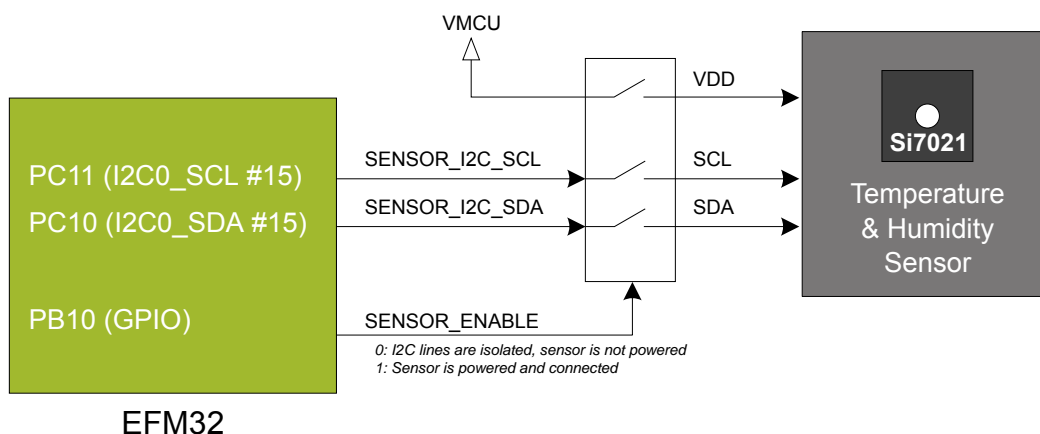 VMCU
VDD
Si7021
PC11 (I2C0_SCL #15)
SENSOR_I2C_SCL
SCL
PC10 (I2C0_SDA #15)
SENSOR_I2C_SDA
SDA
Temperature
& Humidity
Sensor
PB10 (GPIO)
SENSOR_ENABLE
0: I2C lines are isolated, sensor is not powered
1: Sensor is powered and connected
EFM32